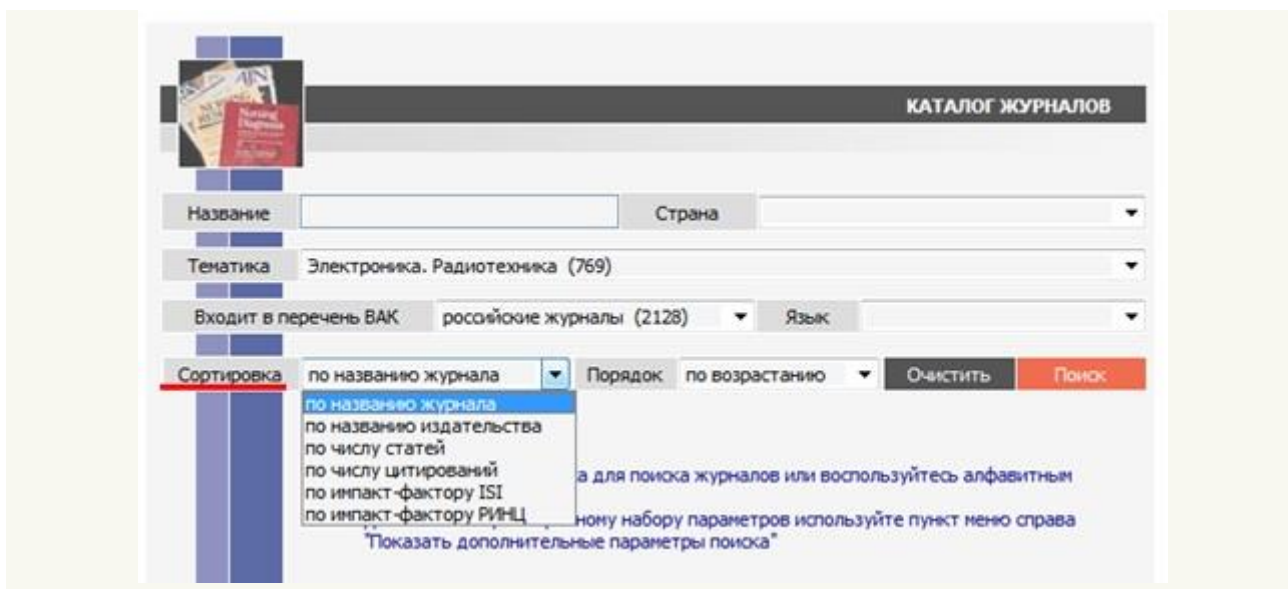 AJN
Nursing
Diagnosis
КАТАЛОГ ЖУРНАЛОВ
Название Страна
Тематика Электроника. Радиотехника (769)
Входит в перечень ВАК российские журналы (2128) Язык
Сортировка по названию журнала Порядок по возрастанию Очистить Поиск
по названию журнала
по названию издательства
по числу статей
по числу цитирований
а для поиска журналов или воспользуйтесь алфавитным
по импакт-фактору ISI
по импакт-фактору РИНЦ
ному набору параметров используйте пункт меню справа
"Показать дополнительные параметры поиска"